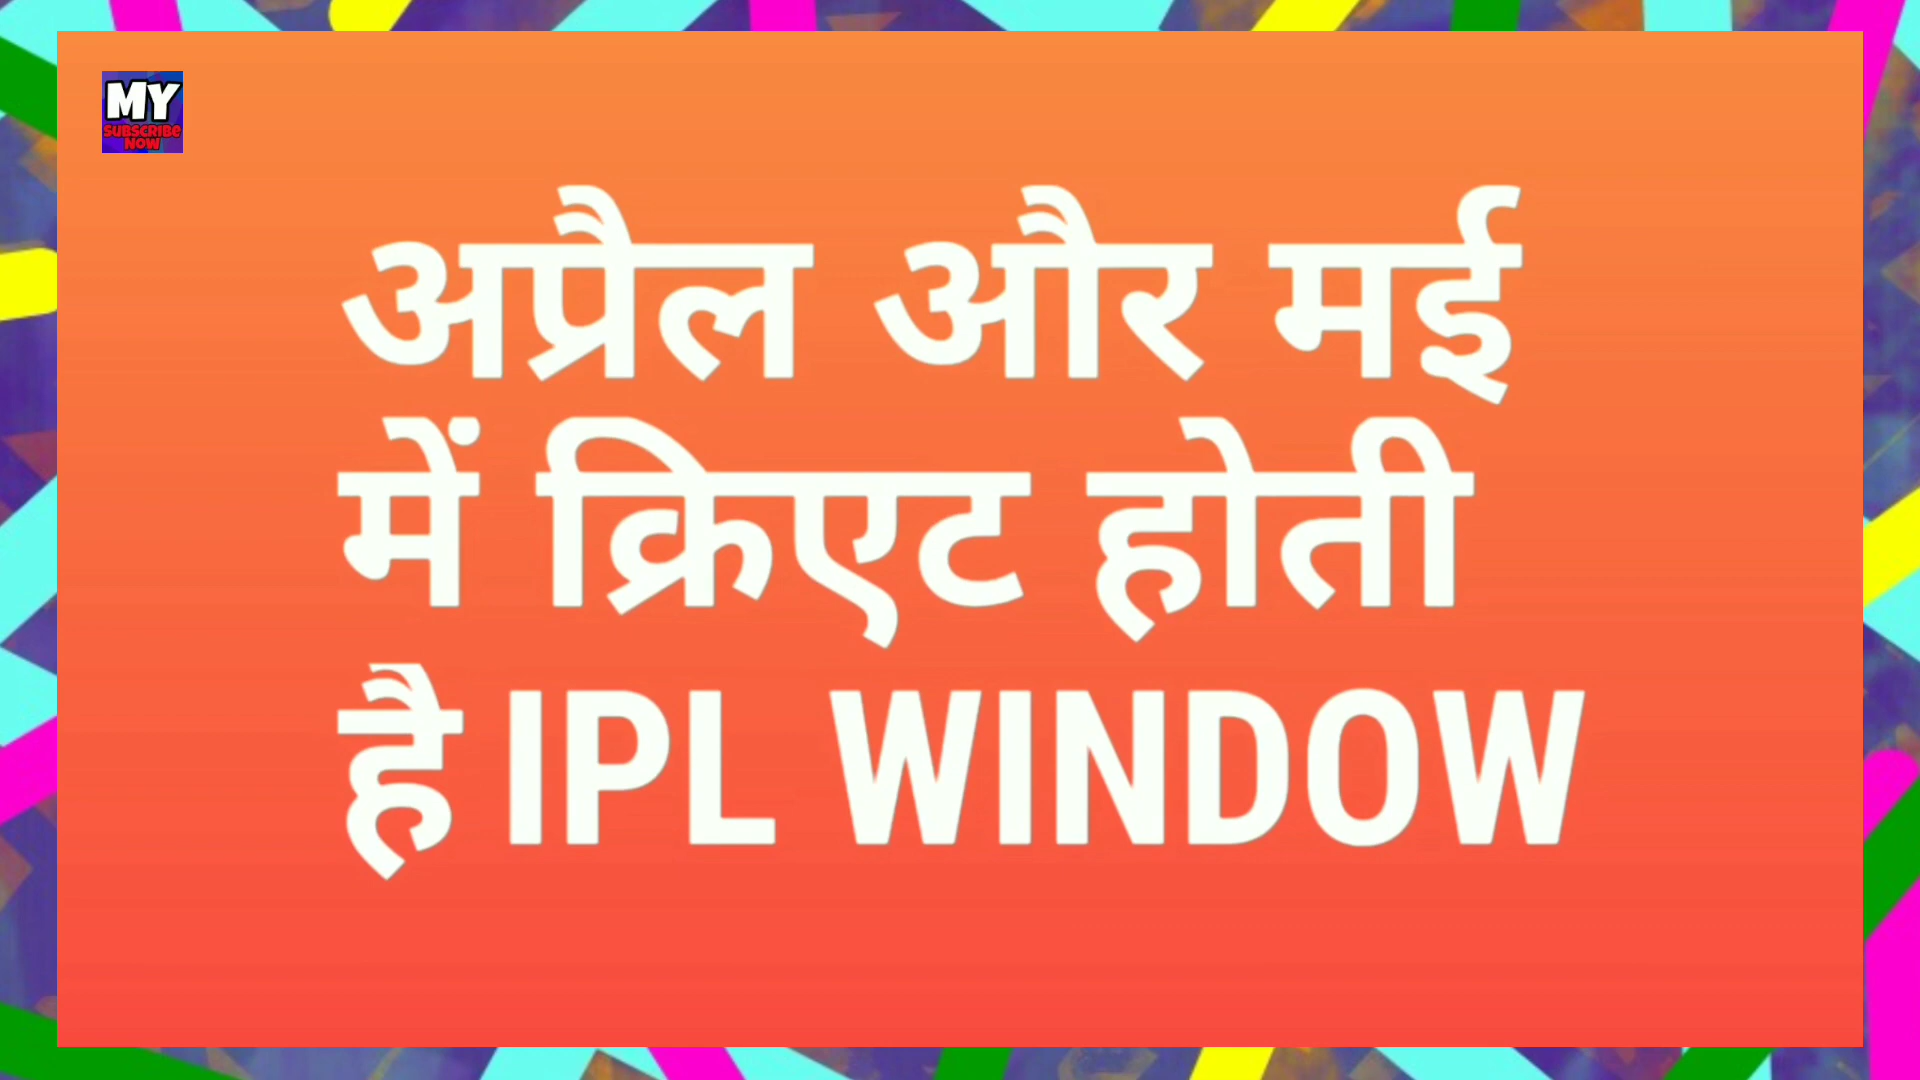 MY
SUBSCRIBE
NOW
अप्रैल और मई
में क्रिएट होती
है IPL WINDOW